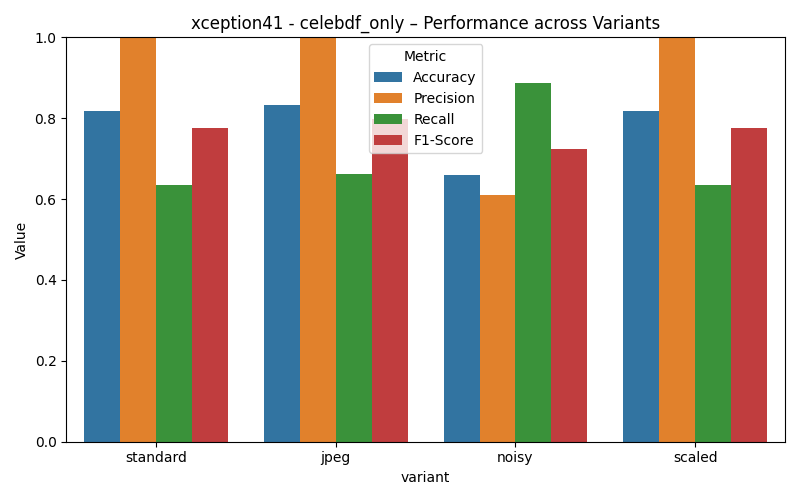 xception41 - celebdf_only – Performance across Variants
Metric
Accuracy
Precision
Recall
F1-Score
Value
1.0
0.8
0.6
0.4
0.2
0.0
standard jpeg noisy scaled
variant